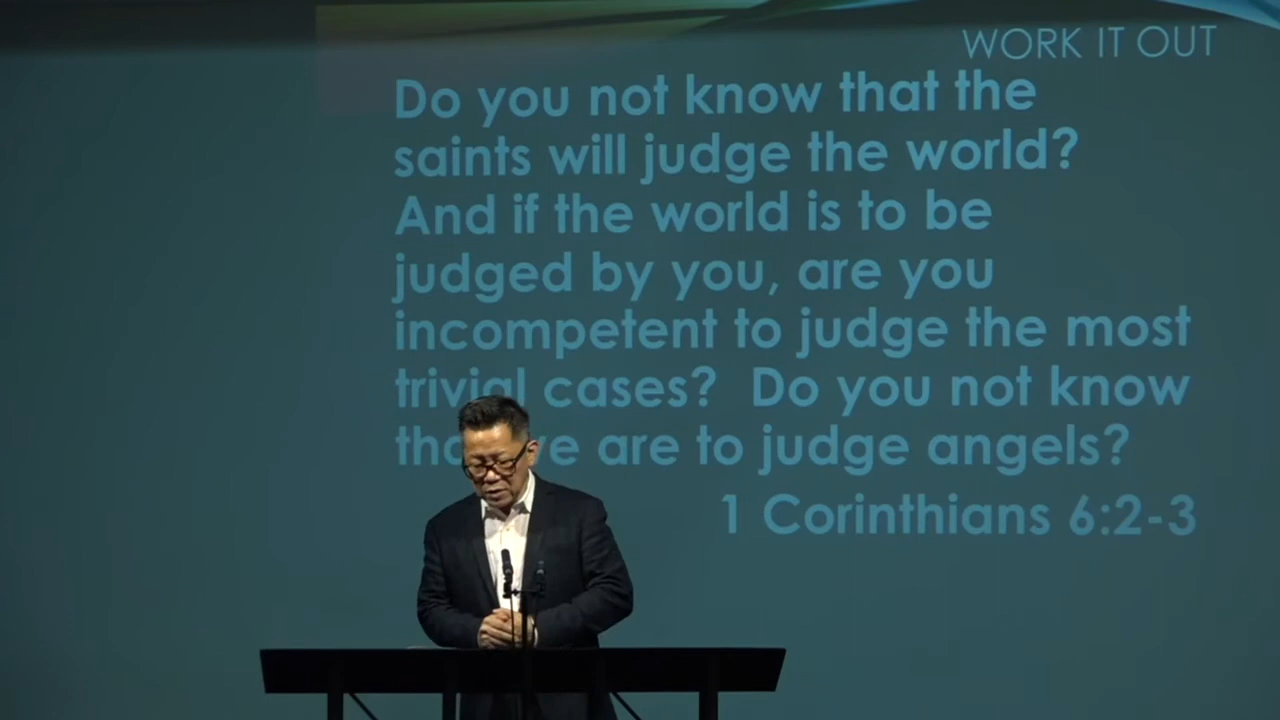 WORK IT OUT
Do you not know that the
saints will judge the world?
And if the world is to be
judged by you, are you
incompetent to judge the most
trivial cases? Do you not know
that we are to judge angels?
1 Corinthians 6:2-3